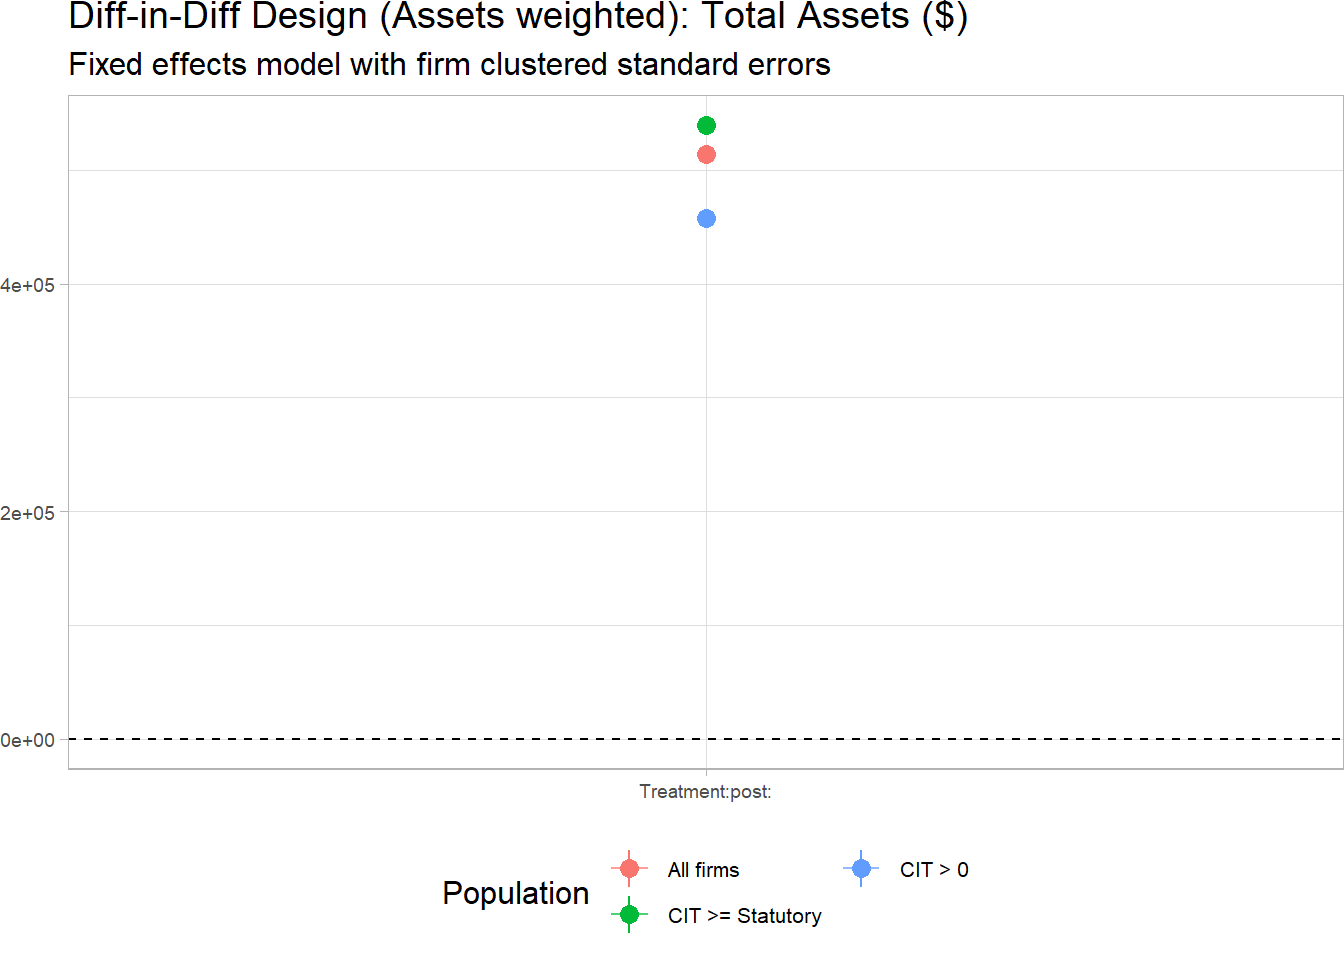 Diff-in-Diff Design (Assets weighted): Total Assets ($)
Fixed effects model with firm clustered standard errors
4e+05
2e+05
0e+00
Treatment:post:
Population
All firms
CIT > 0
CIT >= Statutory